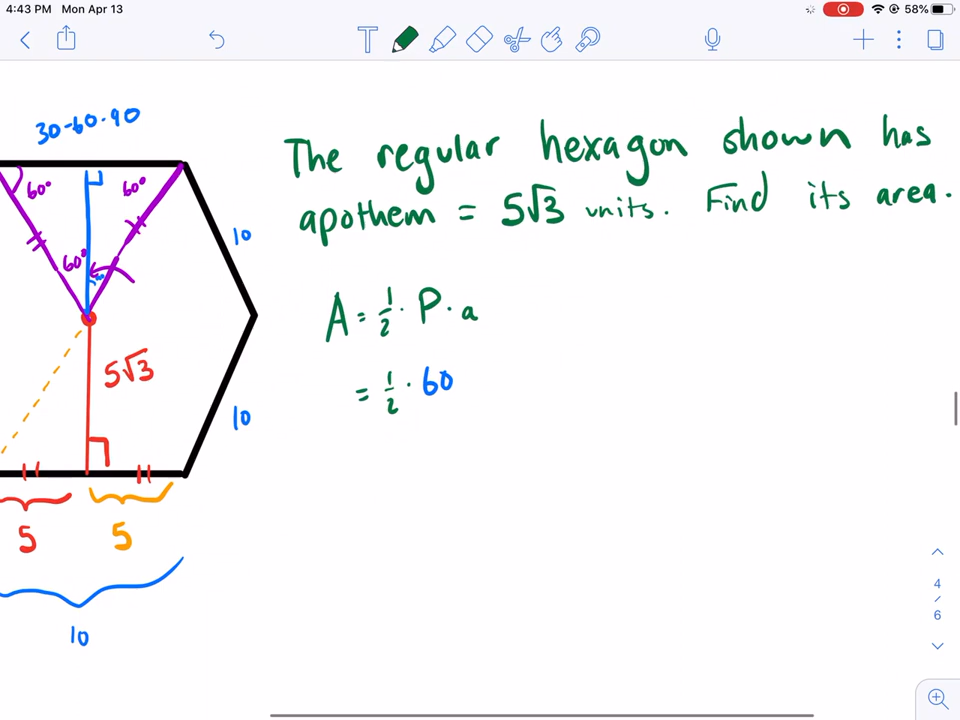 4:43 PM Mon Apr 13
58%
T
30-60-90
The regular hexagon shown has
apothem = 5√3 units. Find its area.
60°
60°
10
60°
A = 1/2 · P · a
5√3
= 1/2 · 60
10
5
5
10
4
/
6